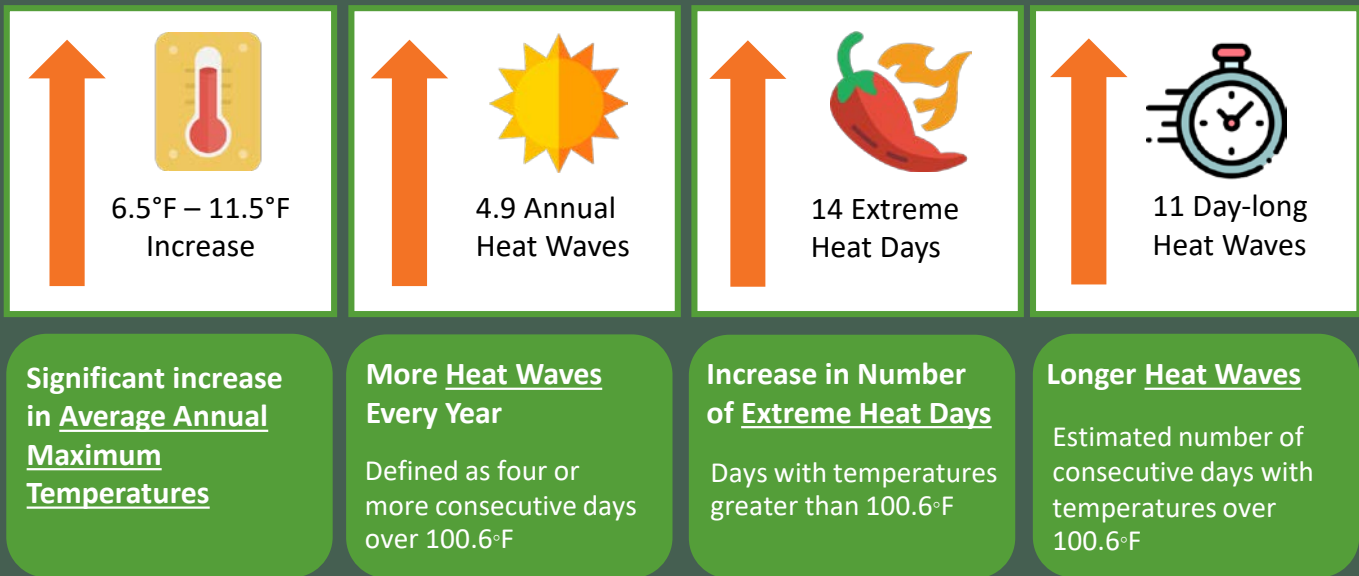 6.5°F – 11.5°F
Increase
4.9 Annual
Heat Waves
14 Extreme
Heat Days
11 Day-long
Heat Waves
Significant increase
in Average Annual
Maximum
Temperatures
More Heat Waves
Every Year
Defined as four or
more consecutive days
over 100.6◦F
Increase in Number
of Extreme Heat Days
Days with temperatures
greater than 100.6◦F
Longer Heat Waves
Estimated number of
consecutive days with
temperatures over
100.6◦F